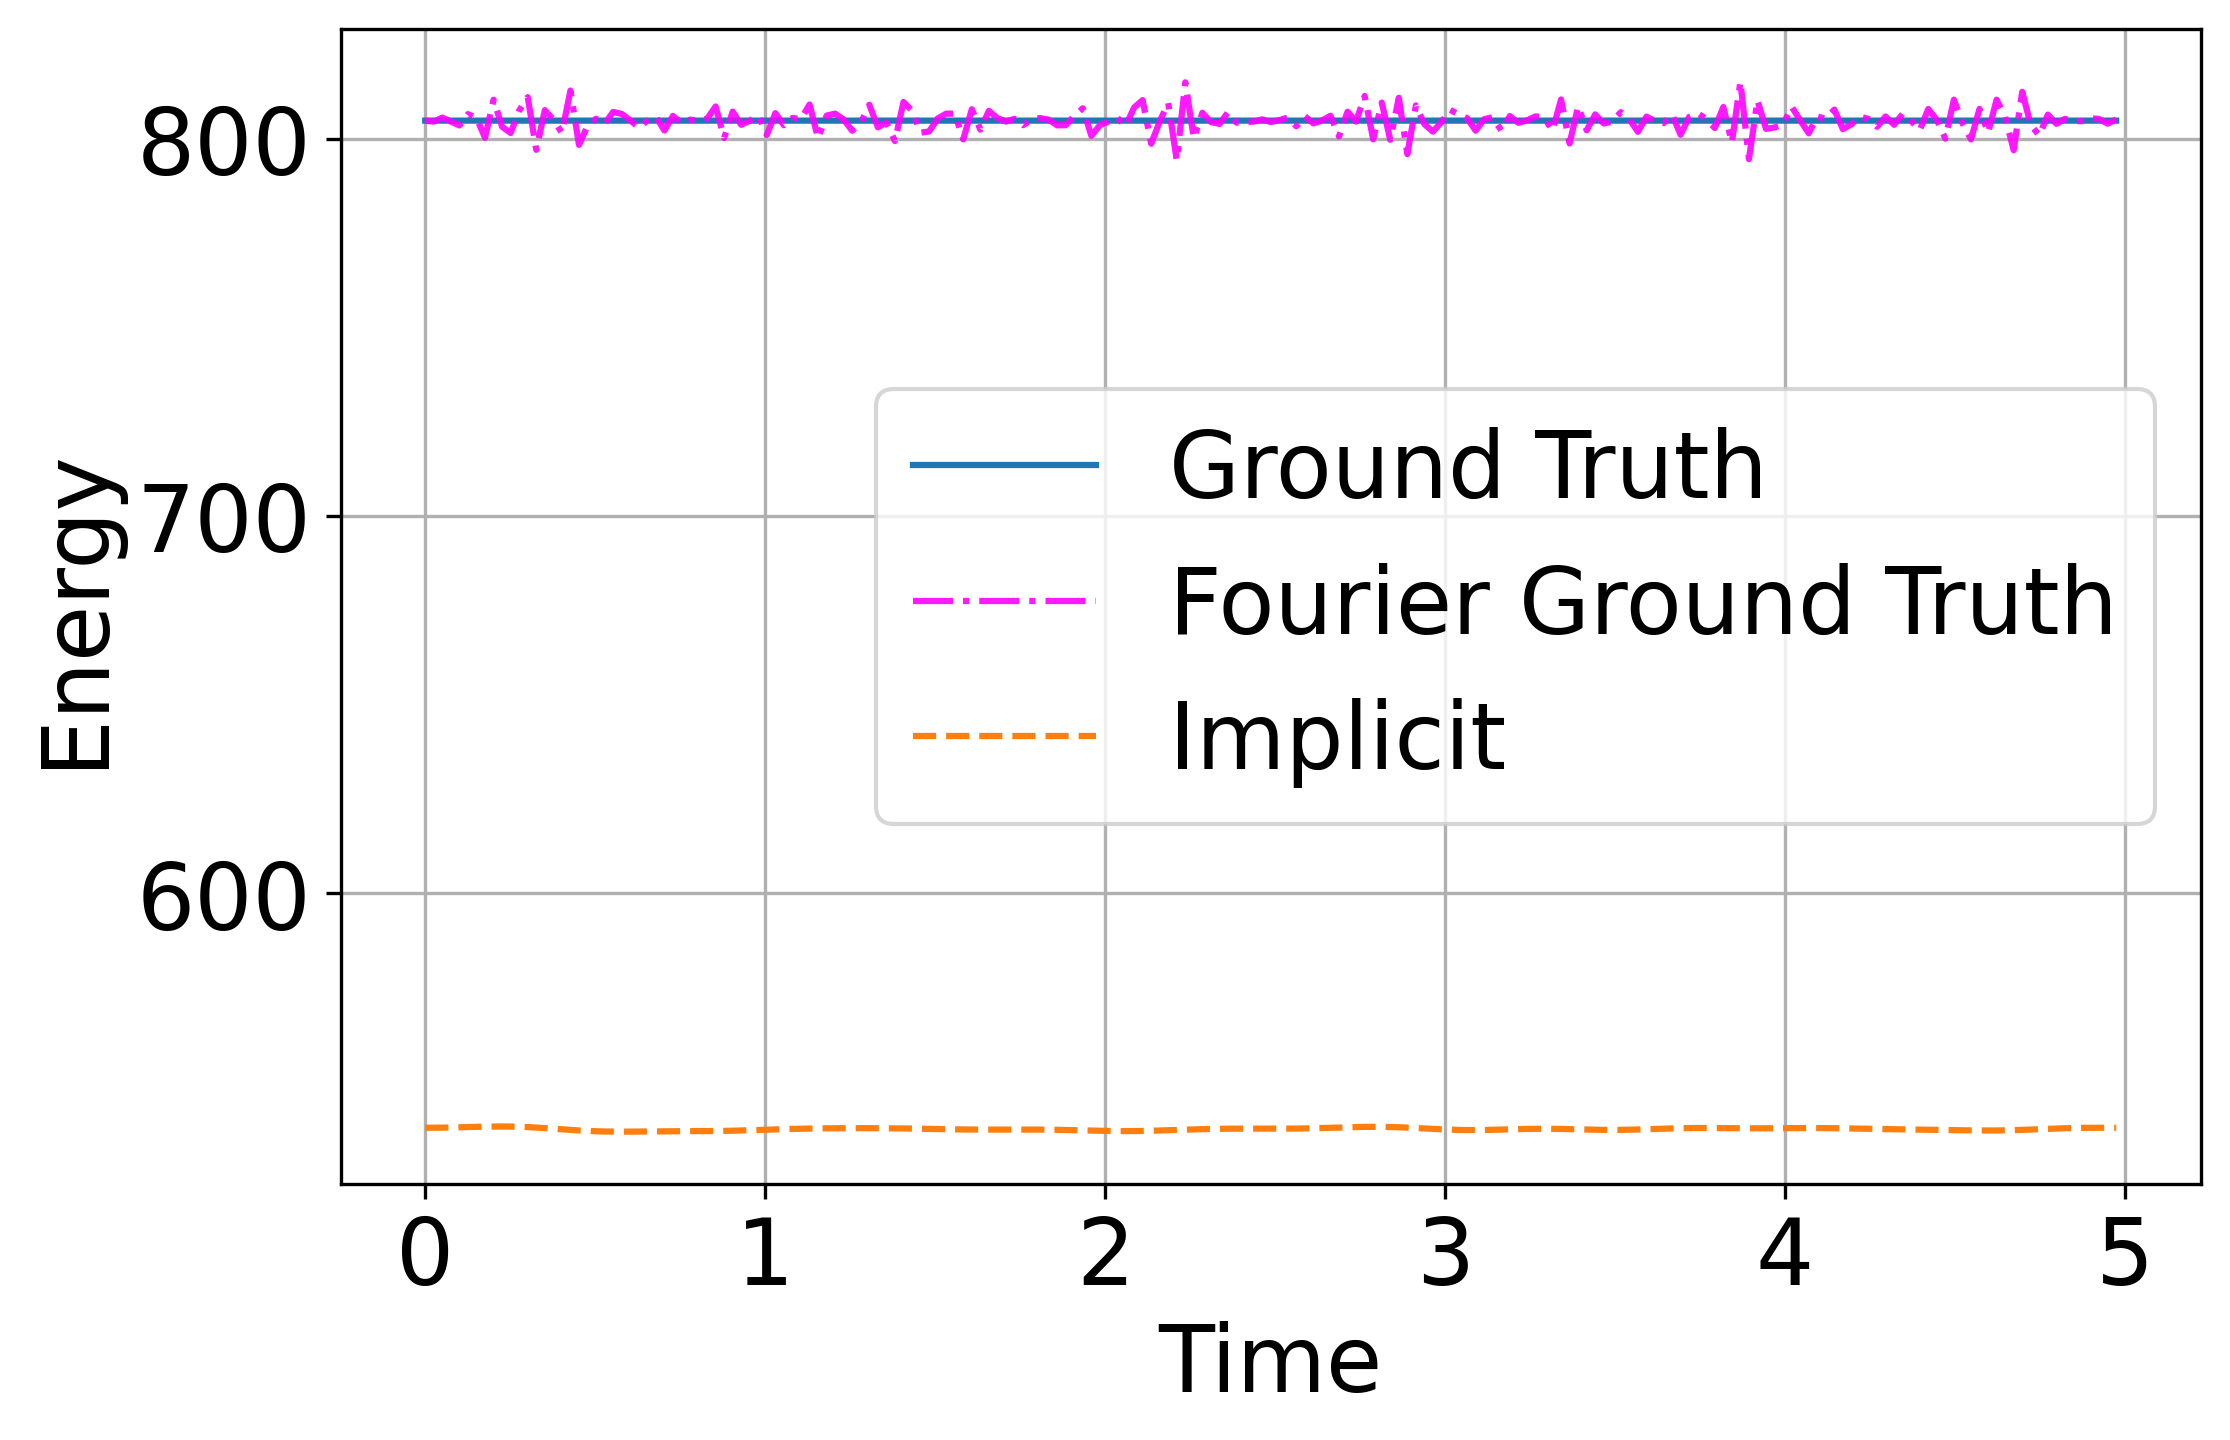 800
700
600
Energy
Ground Truth
Fourier Ground Truth
Implicit
0 1 2 3 4 5
Time